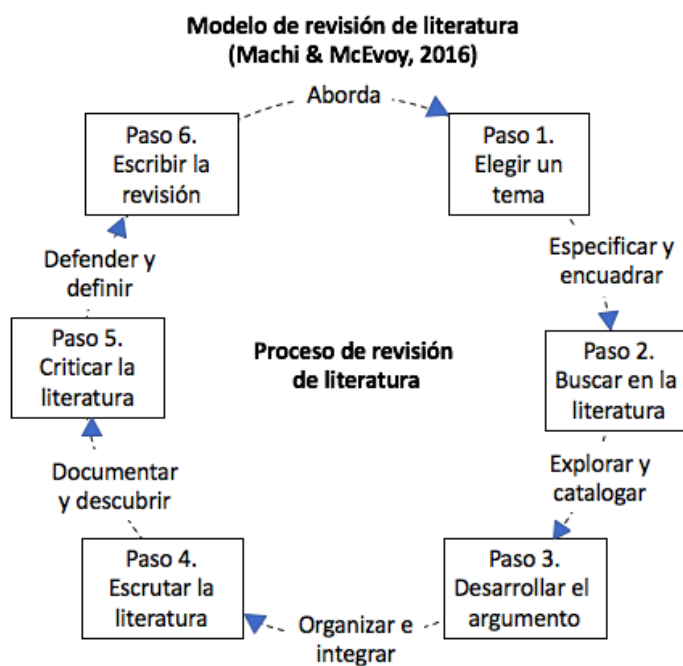 Modelo de revisión de literatura
(Machi & McEvoy, 2016)
Aborda
Paso 1.
Elegir un
tema
Especificar y
encuadrar
Paso 2.
Buscar en la
literatura
Explorar y
catalogar
Paso 3.
Desarrollar el
argumento
Organizar e
integrar
Paso 4.
Escrutar la
literatura
Documentar
y descubrir
Paso 5.
Criticar la
literatura
Defender y
definir
Paso 6.
Escribir la
revisión
Proceso de revisión
de literatura